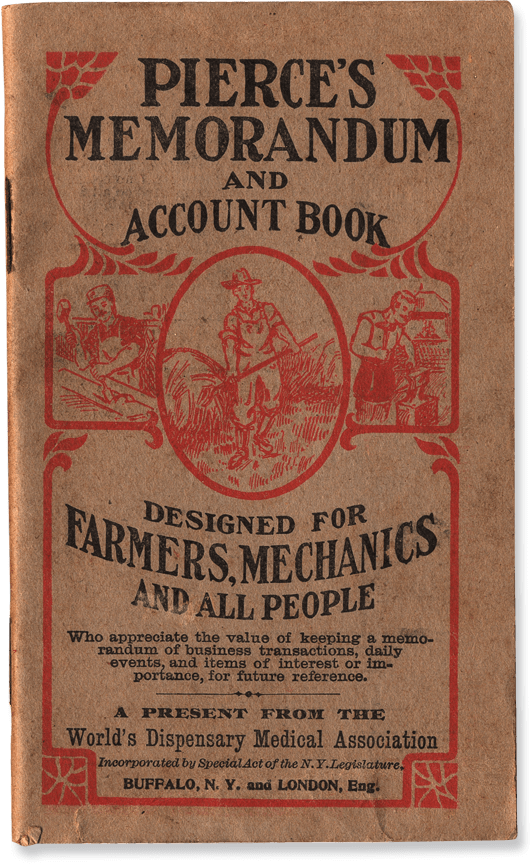 PIERCE'S
MEMORANDUM
AND
ACCOUNT BOOK
DESIGNED FOR
FARMERS, MECHANICS
AND ALL PEOPLE
Who appreciate the value of keeping a memo-
randum of business transactions, daily
events, and items of interest or im-
portance, for future reference.
A PRESENT FROM THE
World's Dispensary Medical Association
Incorporated by Special Act of the N. Y. Legislature,
BUFFALO, N. Y. and LONDON, Eng.